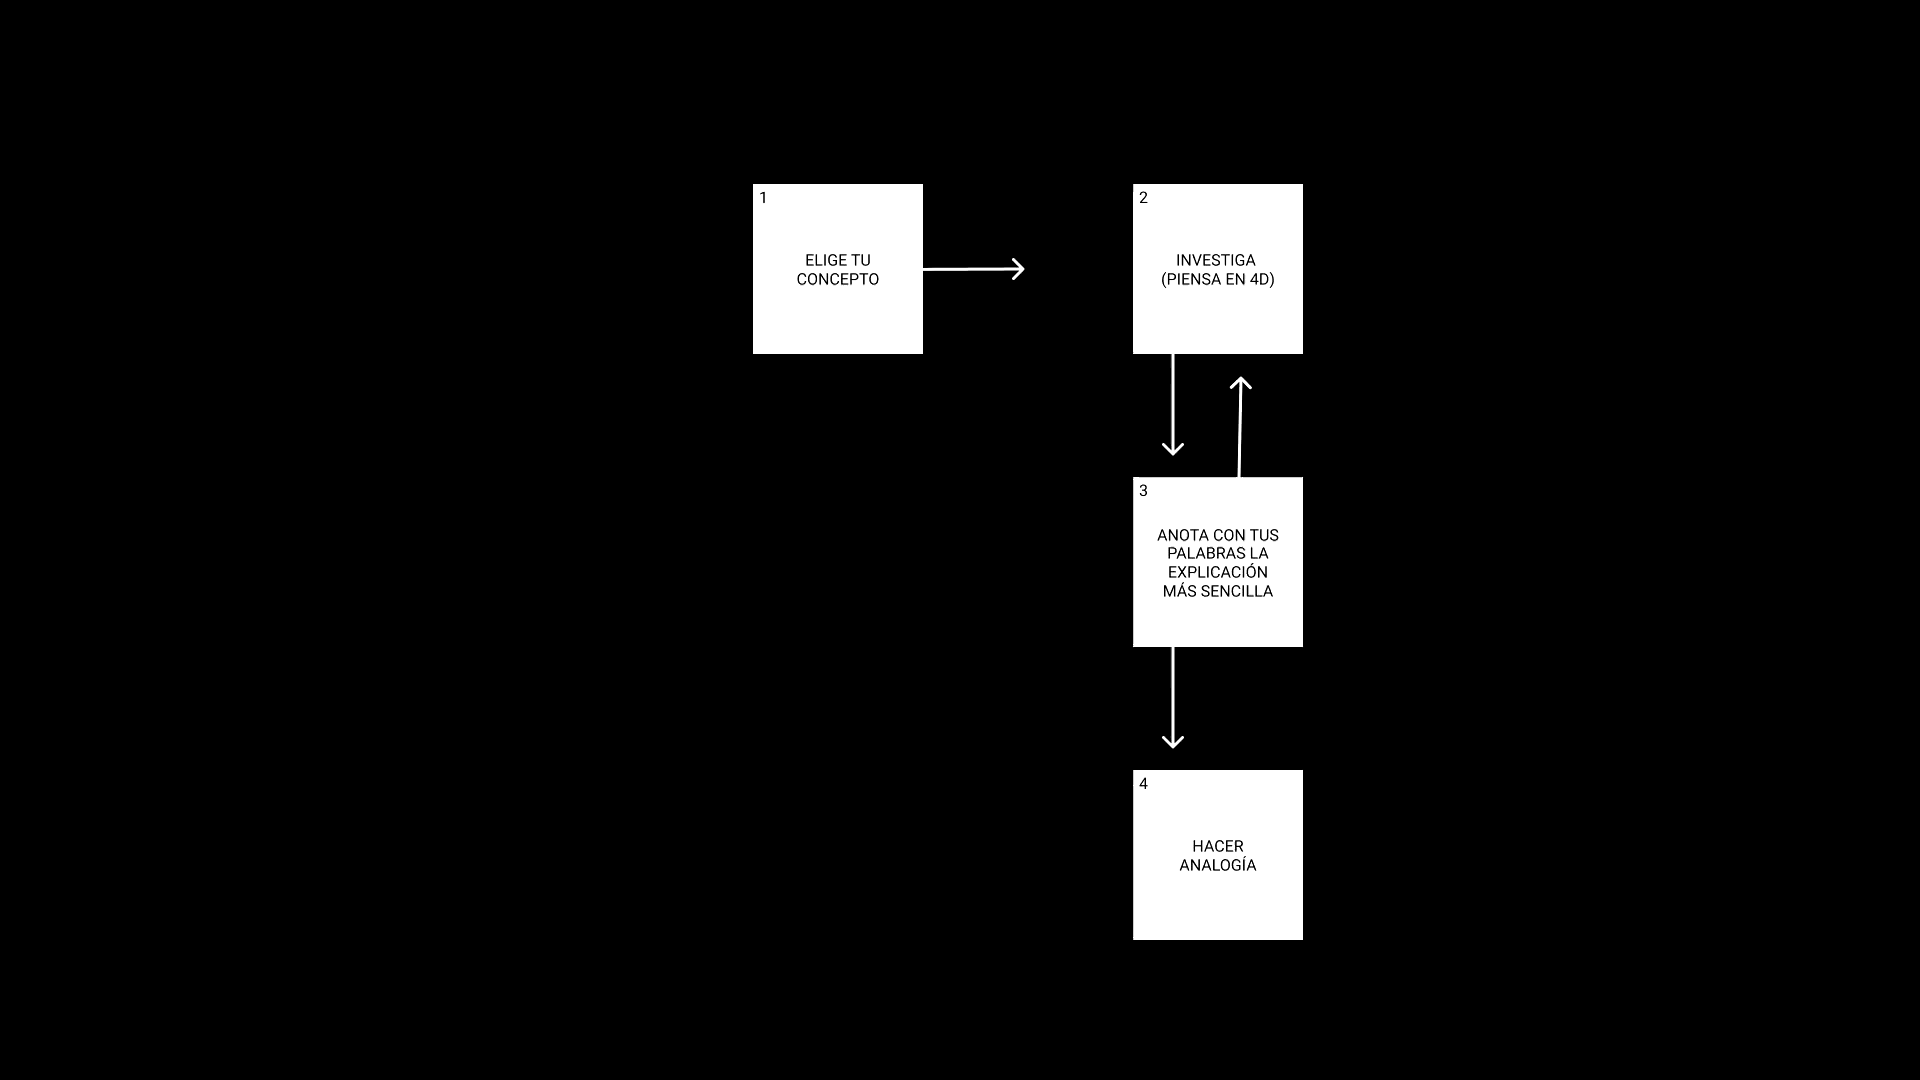 1
ELIGE TU
CONCEPTO
2
INVESTIGA
(PIENSA EN 4D)
3
ANOTA CON TUS
PALABRAS LA
EXPLICACIÓN
MÁS SENCILLA
4
HACER
ANALOGÍA